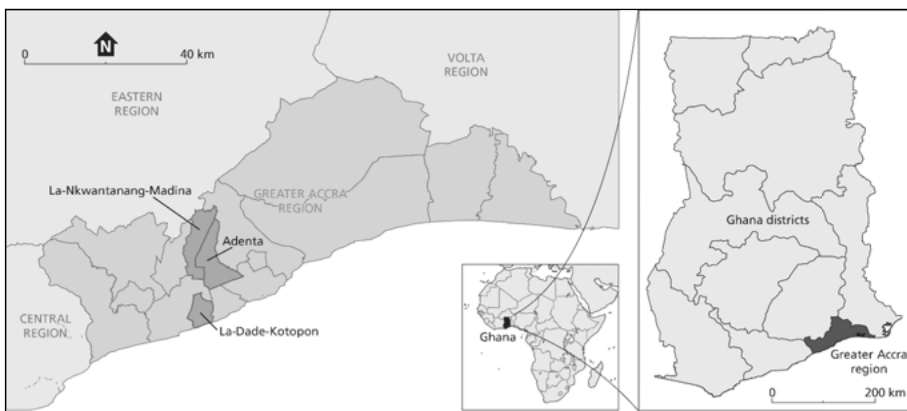 N
0
40 km
VOLTA
REGION
EASTERN
REGION
La-Nkwantanang-Madina
GREATER ACCRA
REGION
Adenta
CENTRAL
REGION
La-Dade-Kotopon
Ghana
Ghana districts
Greater Accra
region
0
200 km